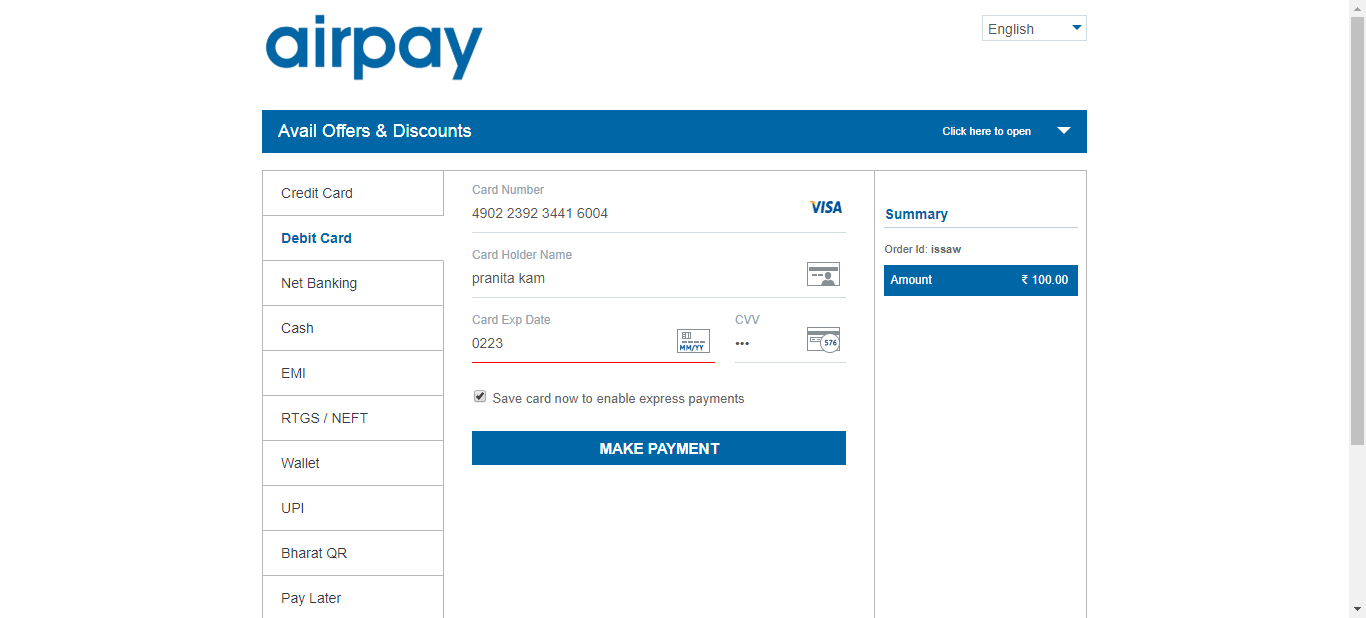 airpay
English
Avail Offers & Discounts
Click here to open
Credit Card
Debit Card
Net Banking
Cash
EMI
RTGS / NEFT
Wallet
UPI
Bharat QR
Pay Later
Card Number
4902 2392 3441 6004
VISA
Card Holder Name
pranita kam
Card Exp Date
0223
MM/YY
CVV
•••
576
Save card now to enable express payments
MAKE PAYMENT
Summary
Order Id: issaw
Amount ₹ 100.00